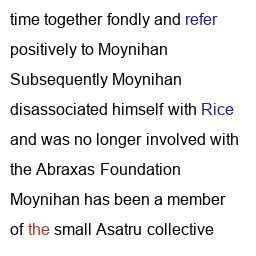 time together fondly and refer
positively to Moynihan
Subsequently Moynihan
disassociated himself with Rice
and was no longer involved with
the Abraxas Foundation
Moynihan has been a member
of the small Asatru collective